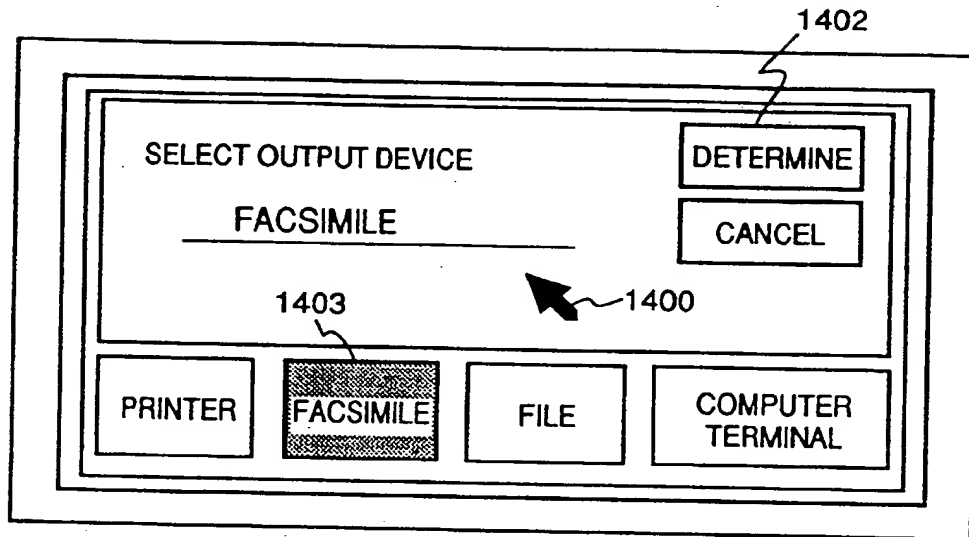 1402
SELECT OUTPUT DEVICE
DETERMINE
FACSIMILE
CANCEL
1403
1400
PRINTER
FACSIMILE
FILE
COMPUTER
TERMINAL